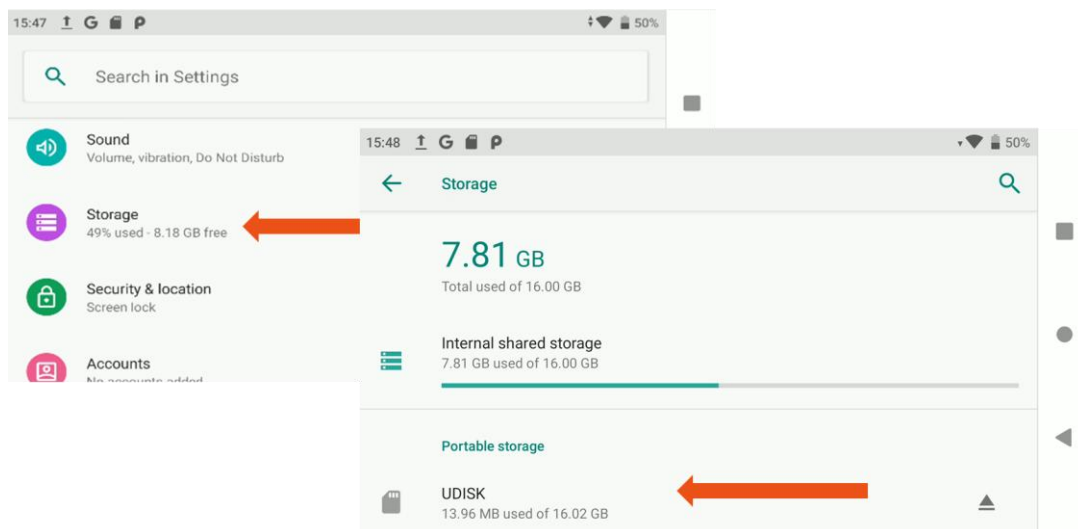 15:47 G P 50%
Search in Settings
Sound
Volume, vibration, Do Not Disturb
Storage
49% used - 8.18 GB free
Security & location
Screen lock
Accounts
No accounts added
15:48 G P 50%
Storage
7.81 GB
Total used of 16.00 GB
Internal shared storage
7.81 GB used of 16.00 GB
Portable storage
UDISK
13.96 MB used of 16.02 GB